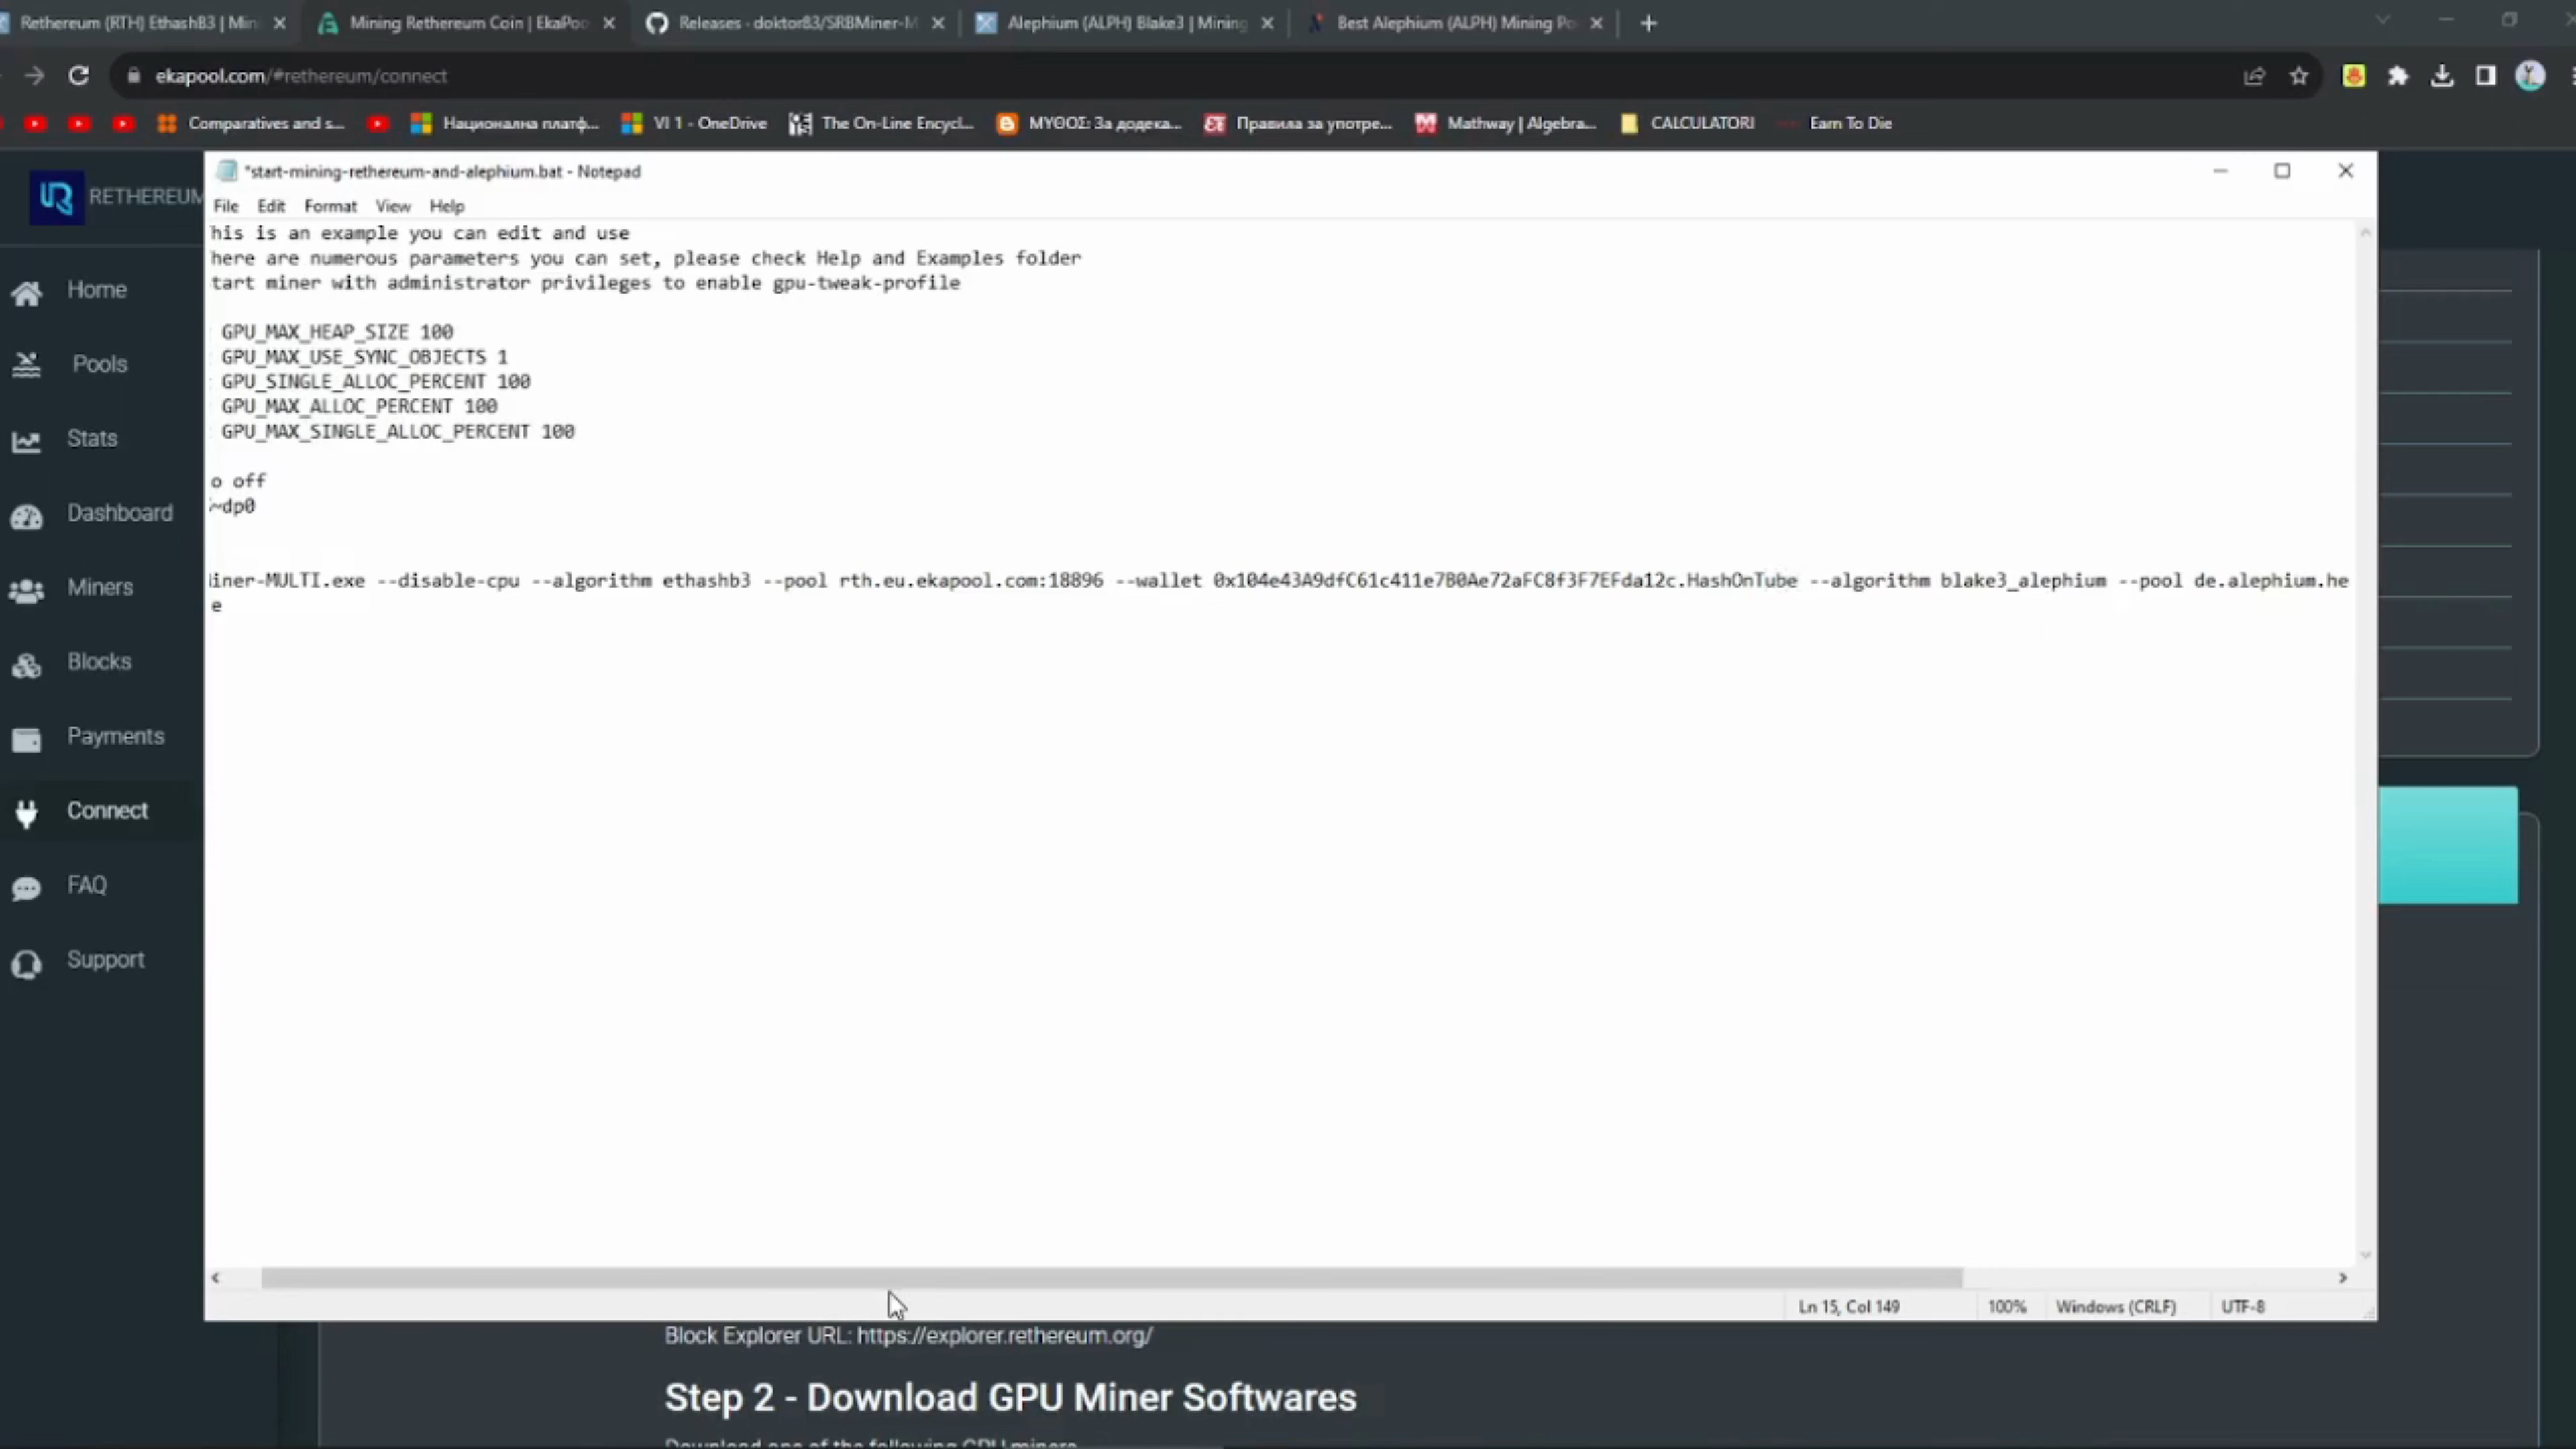 Rethereum (RTH) EthashB3 | Min
Mining Rethereum Coin | EkaPoo
Releases - doktor83/SRBMiner-M
Alephium (ALPH) Blake3 | Mining
Best Alephium (ALPH) Mining Po
ekapool.com/#rethereum/connect
Comparatives and s...
Национална платф...
VI 1 - OneDrive
The On-Line Encycl...
ΜΥΘΟΣ: За додека...
Правила за употре...
Mathway | Algebra...
CALCULATORI
Earn To Die
RETHEREUM
Home
Pools
Stats
Dashboard
Miners
Blocks
Payments
Connect
FAQ
Support
*start-mining-rethereum-and-alephium.bat - Notepad
File Edit Format View Help
his is an example you can edit and use
here are numerous parameters you can set, please check Help and Examples folder
tart miner with administrator privileges to enable gpu-tweak-profile
GPU_MAX_HEAP_SIZE 100
GPU_MAX_USE_SYNC_OBJECTS 1
GPU_SINGLE_ALLOC_PERCENT 100
GPU_MAX_ALLOC_PERCENT 100
GPU_MAX_SINGLE_ALLOC_PERCENT 100
o off
~dp0
iner-MULTI.exe --disable-cpu --algorithm ethashb3 --pool rth.eu.ekapool.com:18896 --wallet 0x104e43A9dfC61c411e7B0Ae72aFC8f3F7EFda12c.HashOnTube --algorithm blake3_alephium --pool de.alephium.he
e
Ln 15, Col 149
100%
Windows (CRLF)
UTF-8
Block Explorer URL: https://explorer.rethereum.org/
Step 2 - Download GPU Miner Softwares
Download one of the following GPU miners